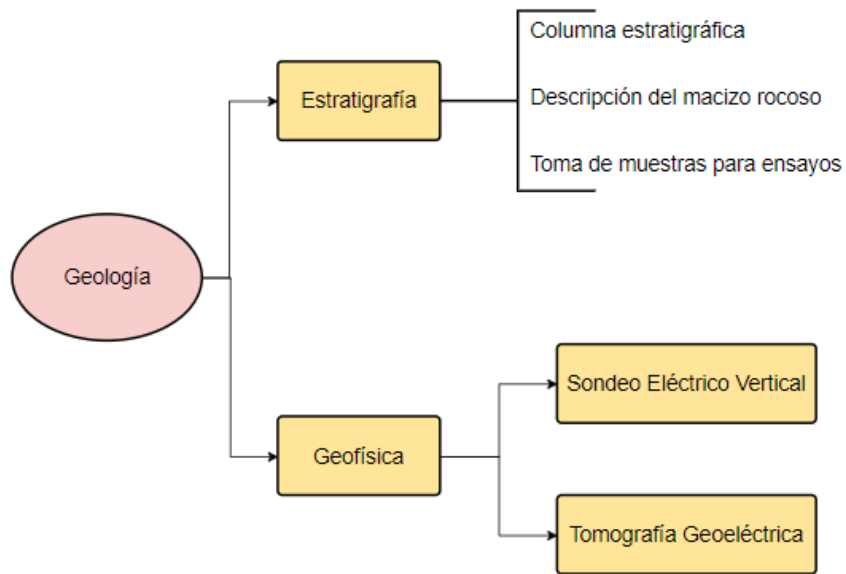 Columna estratigráfica
Estratigrafía
Descripción del macizo rocoso
Toma de muestras para ensayos
Geología
Sondeo Eléctrico Vertical
Geofísica
Tomografía Geoeléctrica